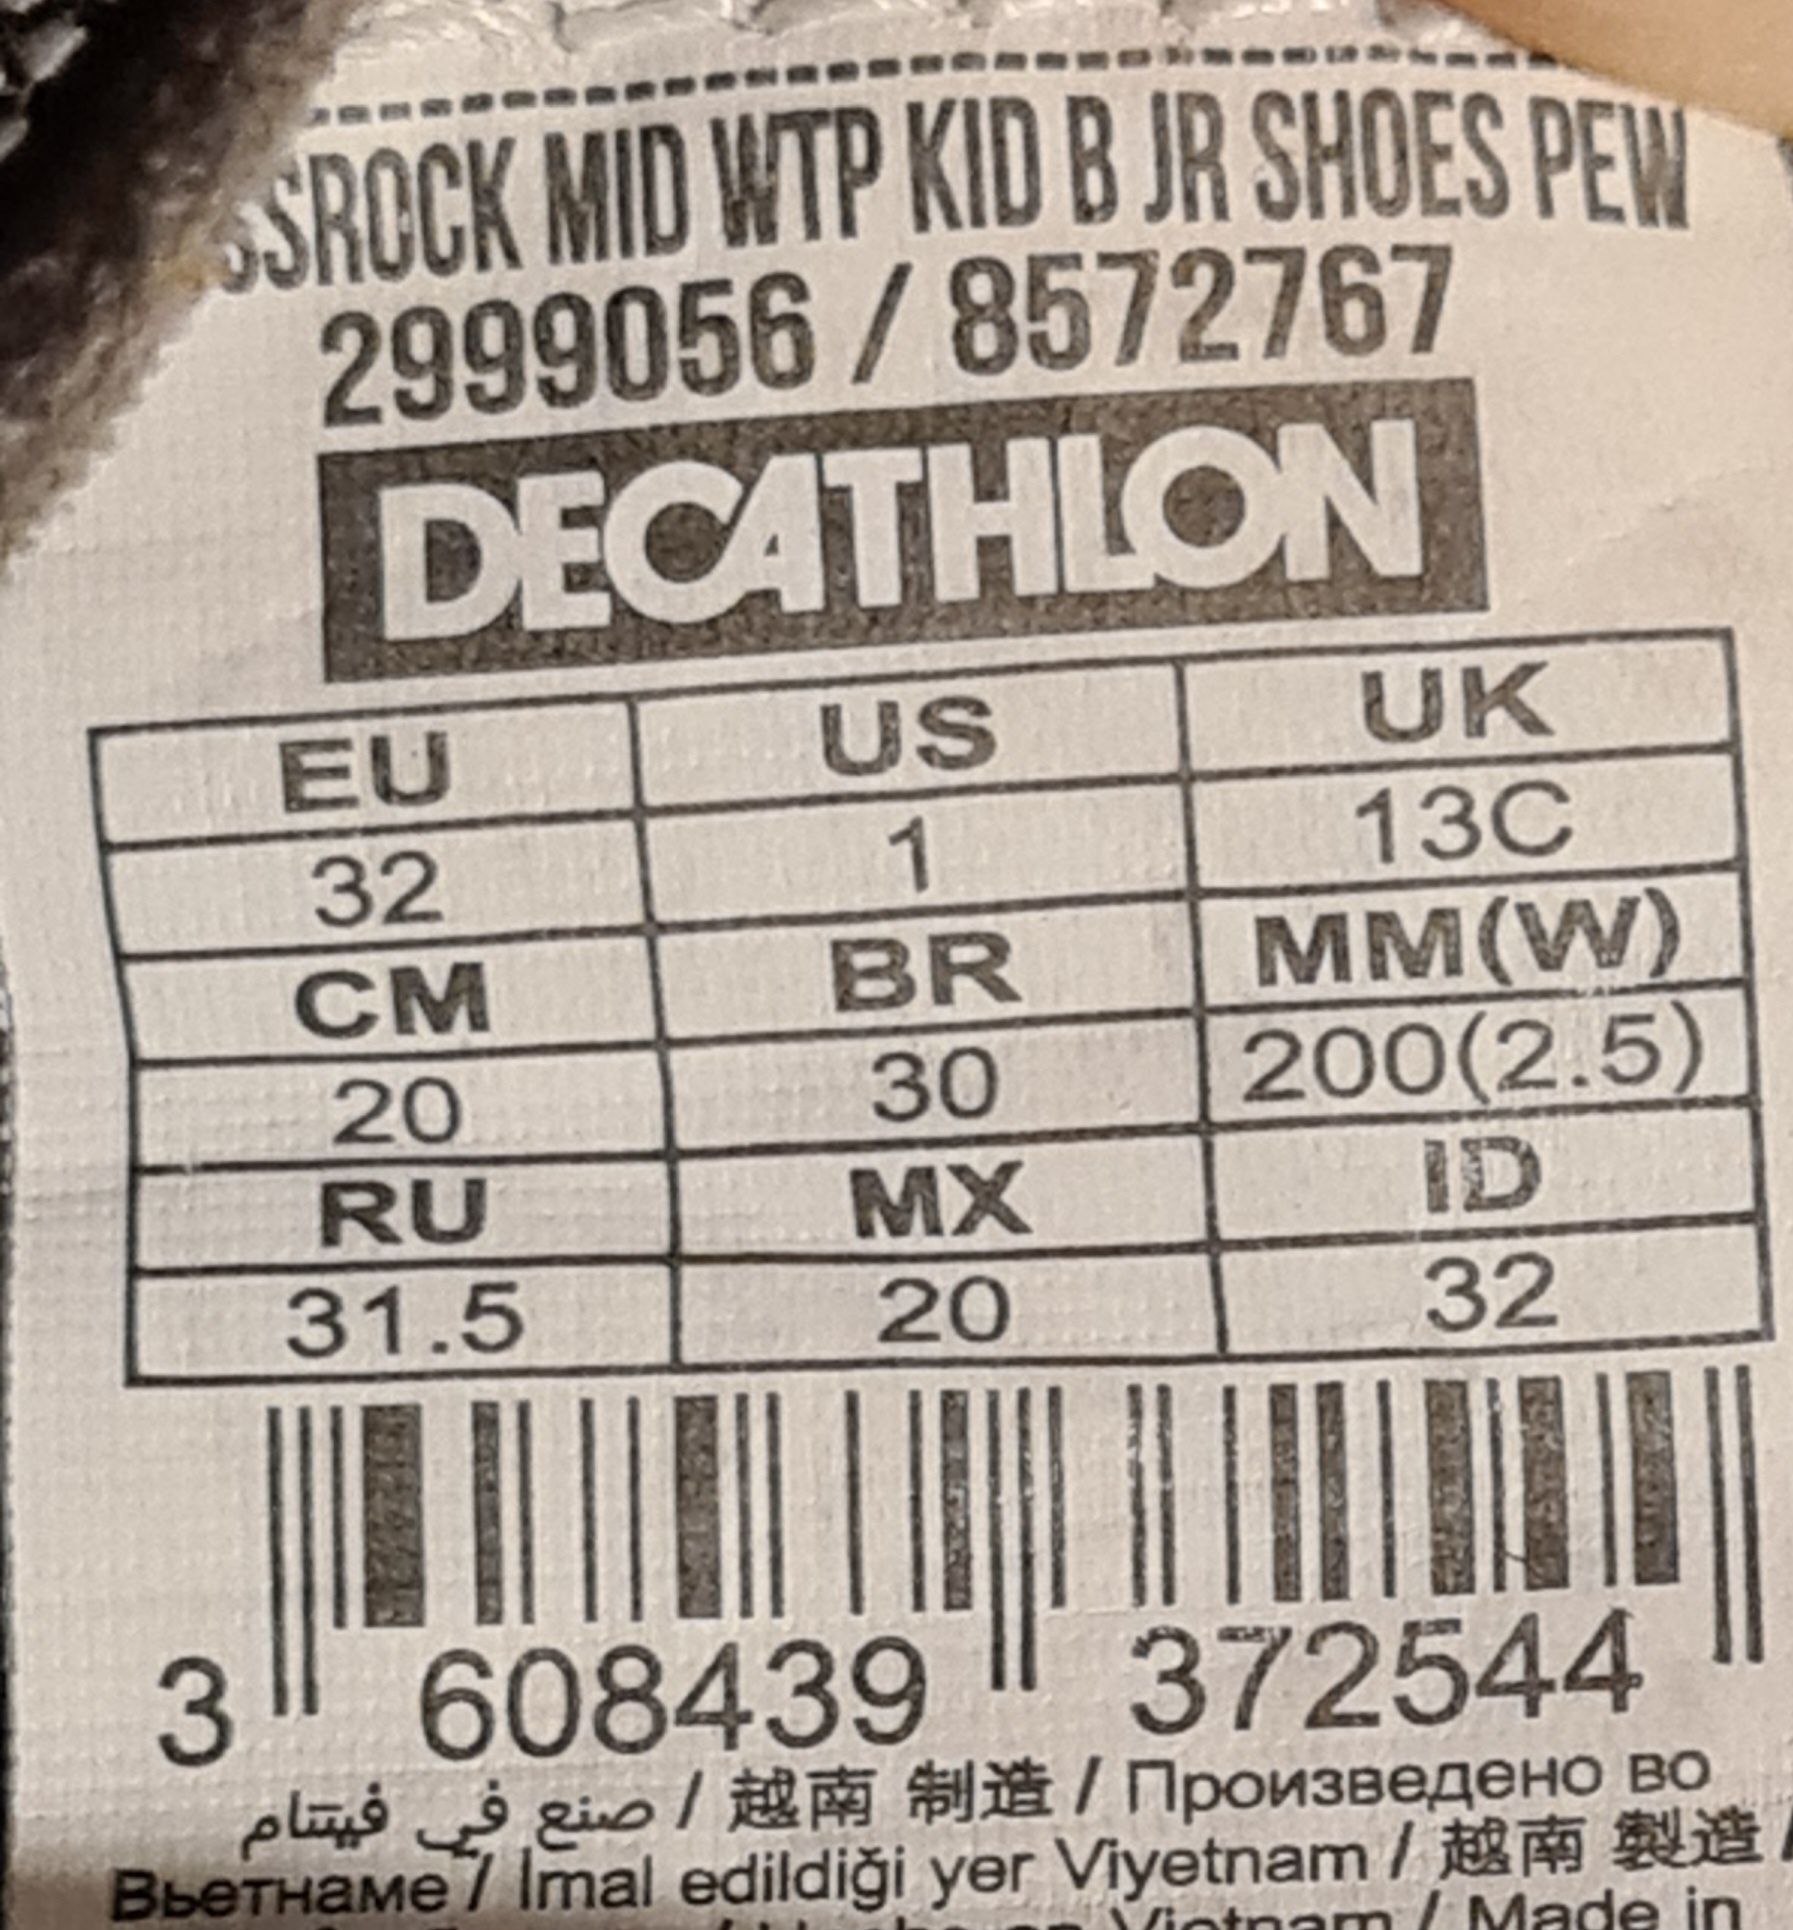 SSROCK MID WTP KID B JR SHOES PEW
2999056 / 8572767
DECATHLON
EU US UK
32 1 13C
CM BR MM(W)
20 30 200(2.5)
RU MX ID
31.5 20 32
3 608439 372544
صنع في فيتنام / 越南 制造 / Произведено во
Вьетнаме / İmal edildiği yer Viyetnam / 越南 製造 /
Vietnam / Made in